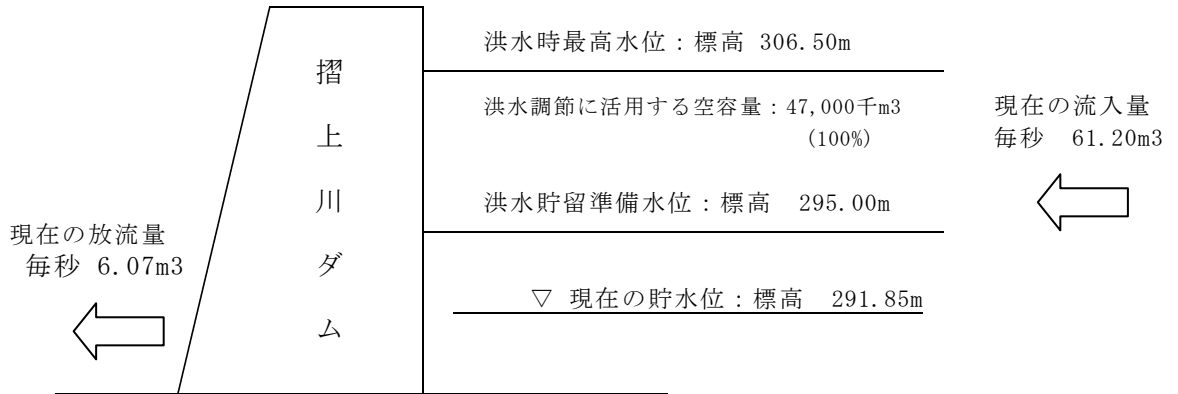 洪水時最高水位：標高 306.50m
摺上川ダム
洪水調節に活用する空容量：47,000千m3
(100%)
現在の流入量
毎秒 61.20m3
洪水貯留準備水位：標高 295.00m
現在の放流量
毎秒 6.07m3
▽ 現在の貯水位：標高 291.85m